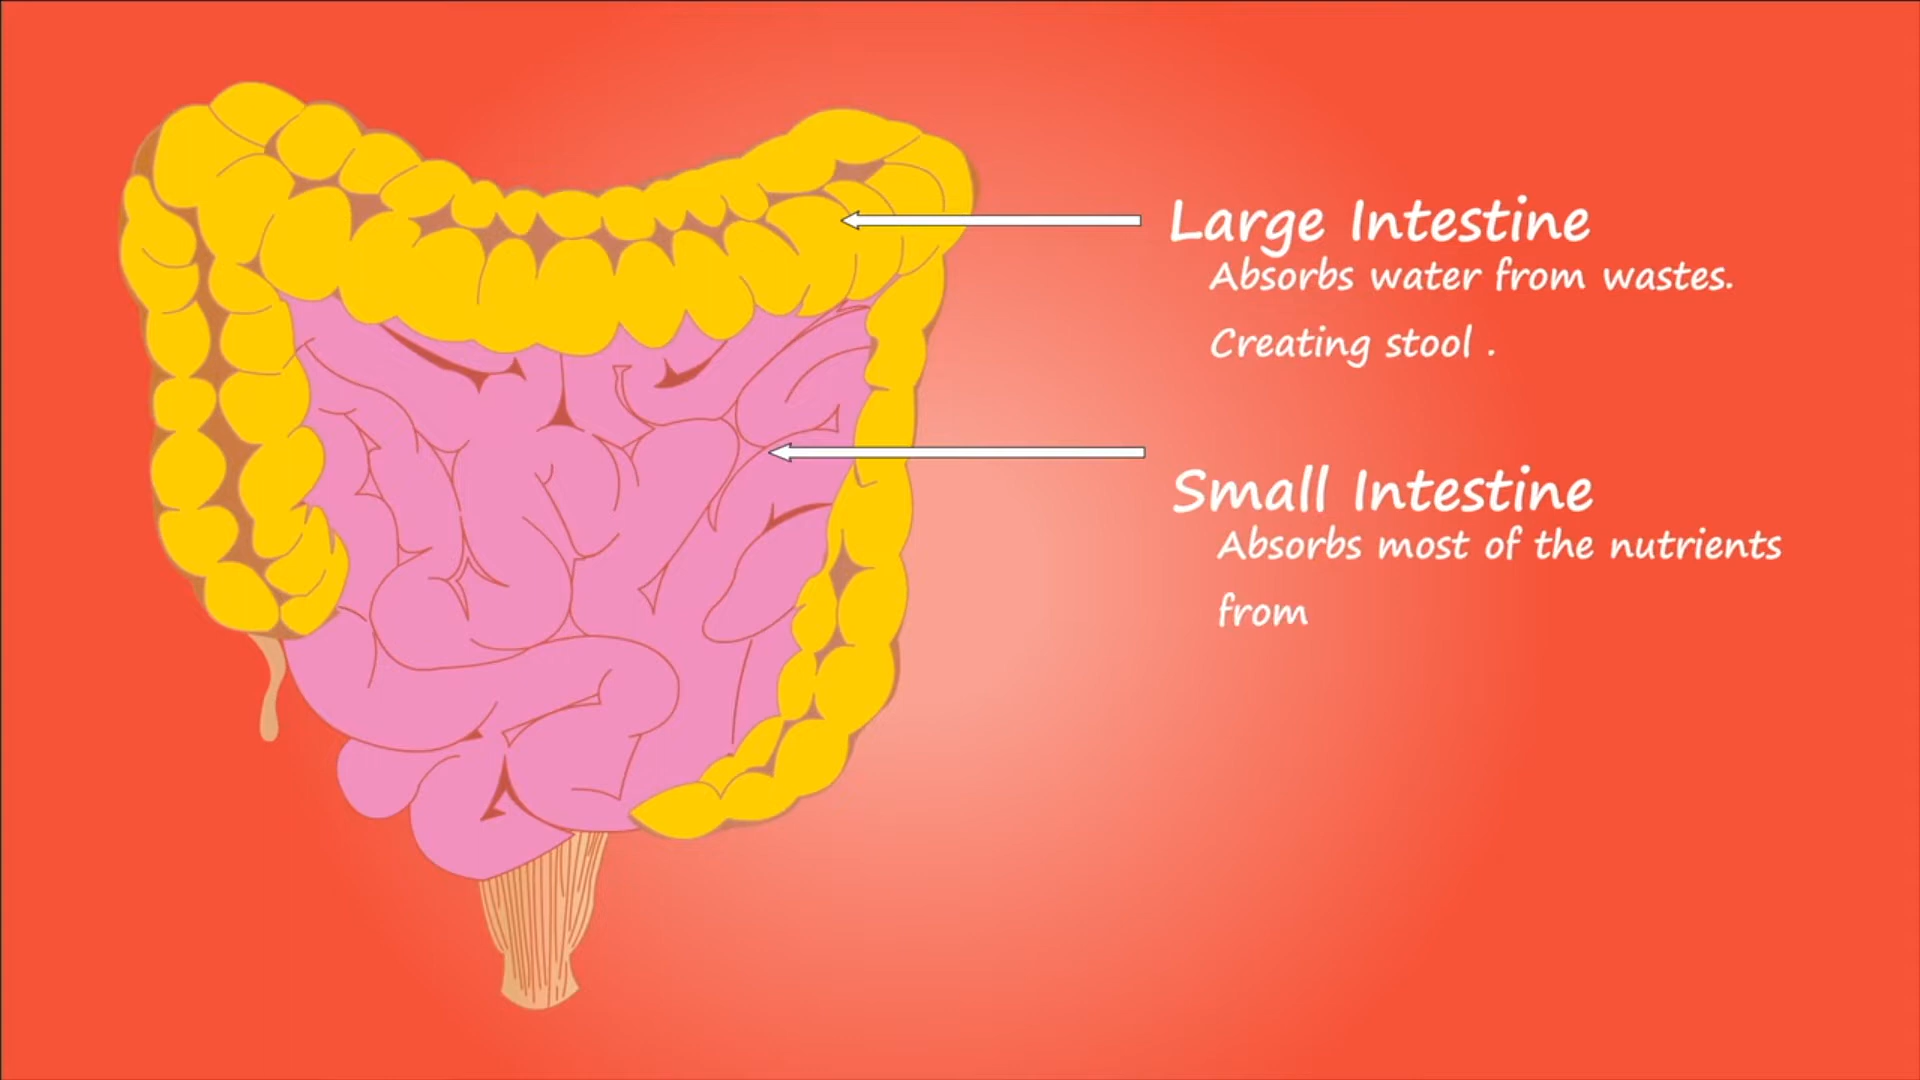 Large Intestine
Absorbs water from wastes.
Creating stool .
Small Intestine
Absorbs most of the nutrients
from